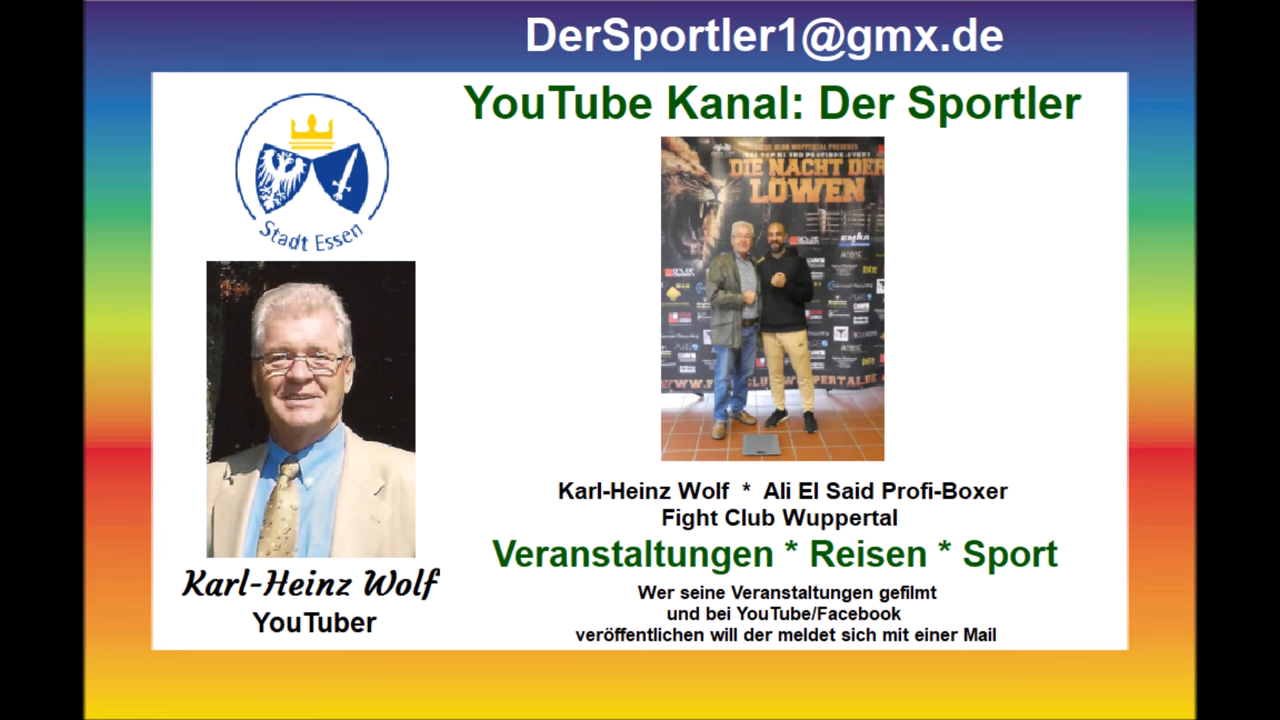 DerSportler1@gmx.de
YouTube Kanal: Der Sportler
Stadt Essen
DIE NACHT DER
LÖWEN
Karl-Heinz Wolf
YouTuber
Karl-Heinz Wolf * Ali El Said Profi-Boxer
Fight Club Wuppertal
Veranstaltungen * Reisen * Sport
Wer seine Veranstaltungen gefilmt
und bei YouTube/Facebook
veröffentlichen will der meldet sich mit einer Mail